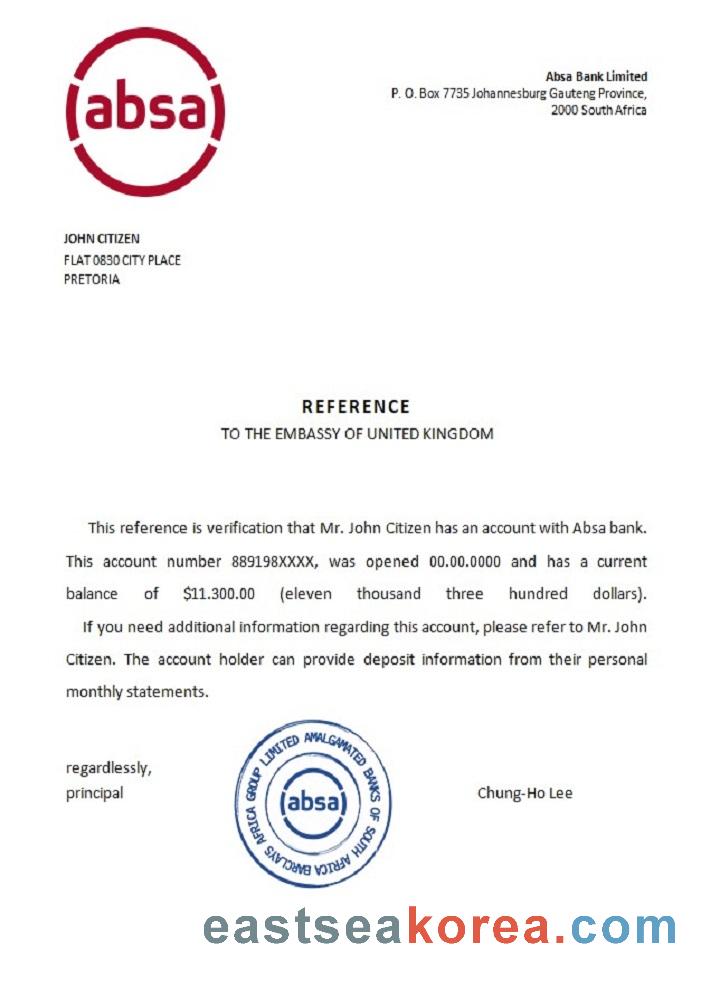 absa
Absa Bank Limited
P. O. Box 7735 Johannesburg Gauteng Province,
2000 South Africa
JOHN CITIZEN
FLAT 0830 CITY PLACE
PRETORIA
REFERENCE
TO THE EMBASSY OF UNITED KINGDOM
This reference is verification that Mr. John Citizen has an account with Absa bank.
This account number 889198XXXX, was opened 00.00.0000 and has a current
balance of $11.300.00 (eleven thousand three hundred dollars).
If you need additional information regarding this account, please refer to Mr. John
Citizen. The account holder can provide deposit information from their personal
monthly statements.
regardlessly,
principal
AMALGAMATED BANKS OF SOUTH AFRICA BARCLAYS AFRICA GROUP LIMITED
absa
Chung-Ho Lee
eastseakorea.com